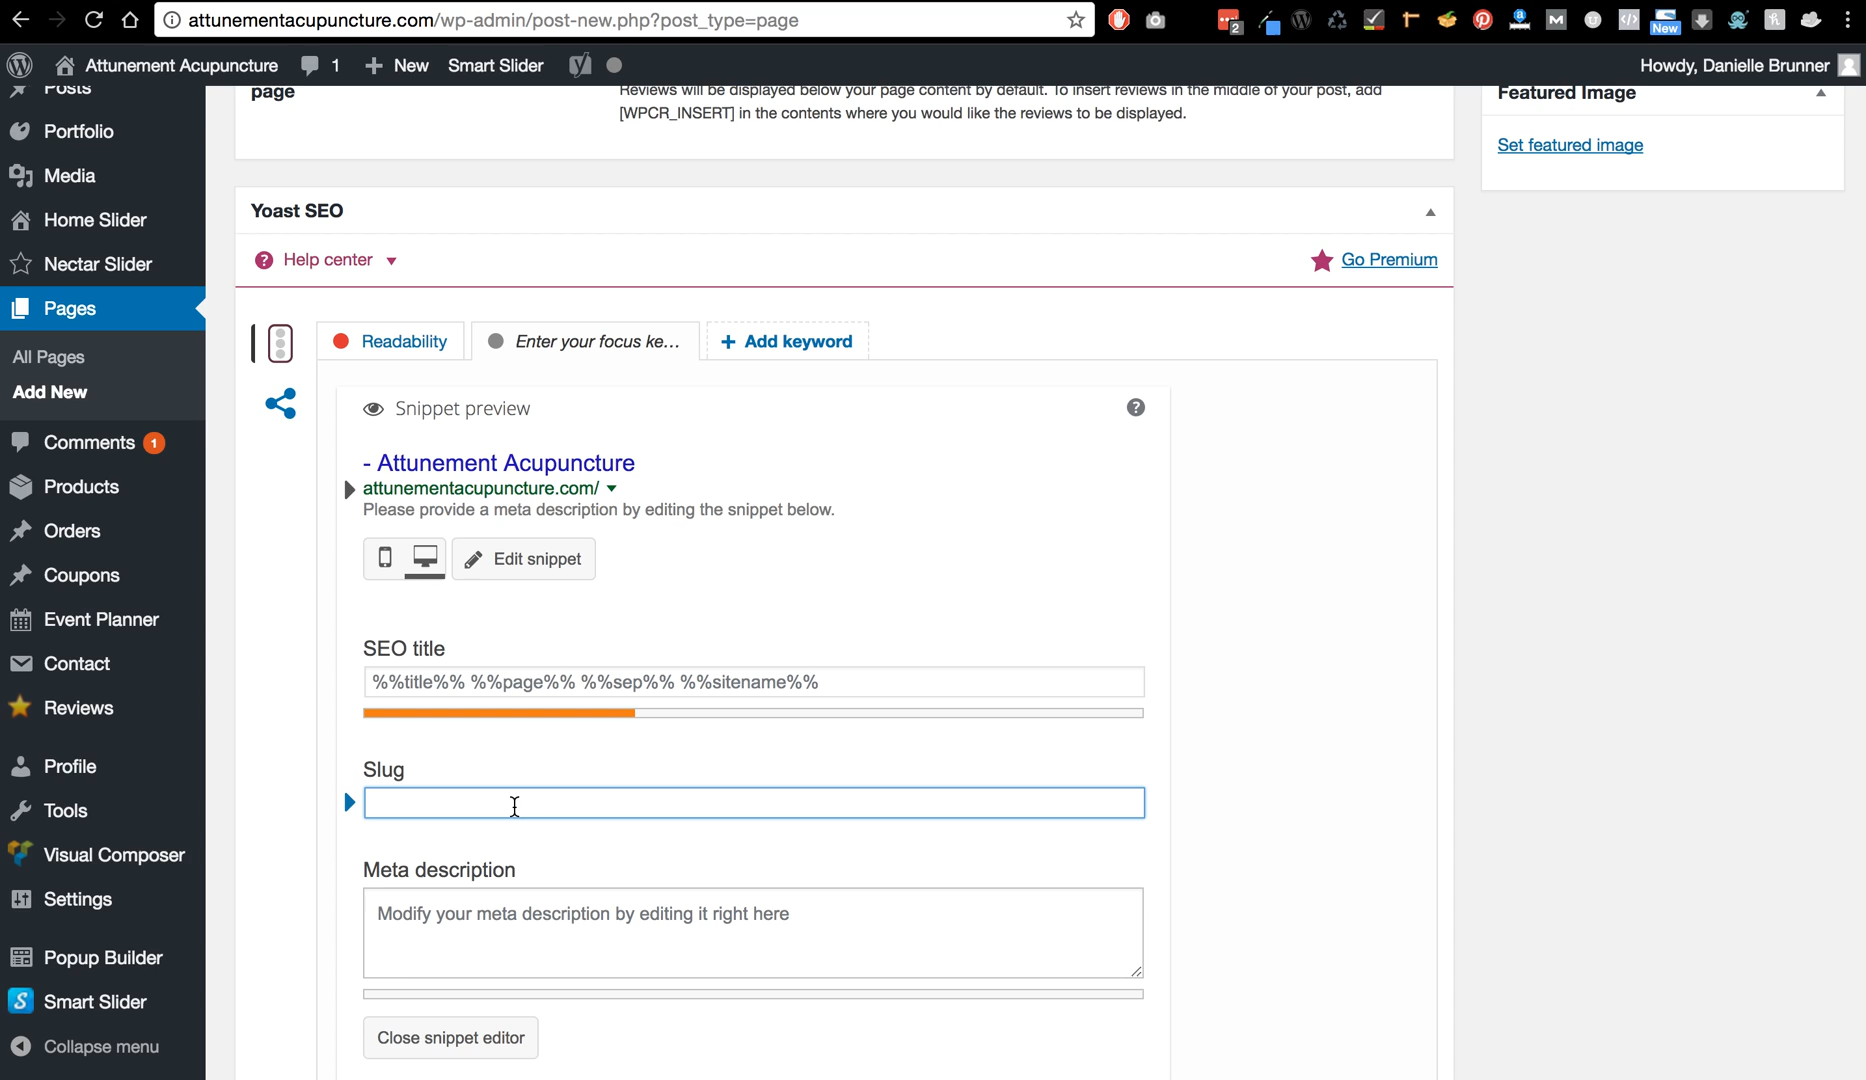 attunementacupuncture.com/wp-admin/post-new.php?post_type=page
2
New
Attunement Acupuncture
1
New
Smart Slider
Howdy, Danielle Brunner
Posts
Portfolio
Media
Home Slider
Nectar Slider
Pages
All Pages
Add New
Comments 1
Products
Orders
Coupons
Event Planner
Contact
Reviews
Profile
Tools
Visual Composer
Settings
Popup Builder
Smart Slider
Collapse menu
page
Reviews will be displayed below your page content by default. To insert reviews in the middle of your post, add
[WPCR_INSERT] in the contents where you would like the reviews to be displayed.
Yoast SEO
Help center
Go Premium
Readability
Enter your focus ke...
+ Add keyword
Snippet preview
- Attunement Acupuncture
attunementacupuncture.com/
Please provide a meta description by editing the snippet below.
Edit snippet
SEO title
%%title%% %%page%% %%sep%% %%sitename%%
Slug
Meta description
Modify your meta description by editing it right here
Close snippet editor
Featured Image
Set featured image